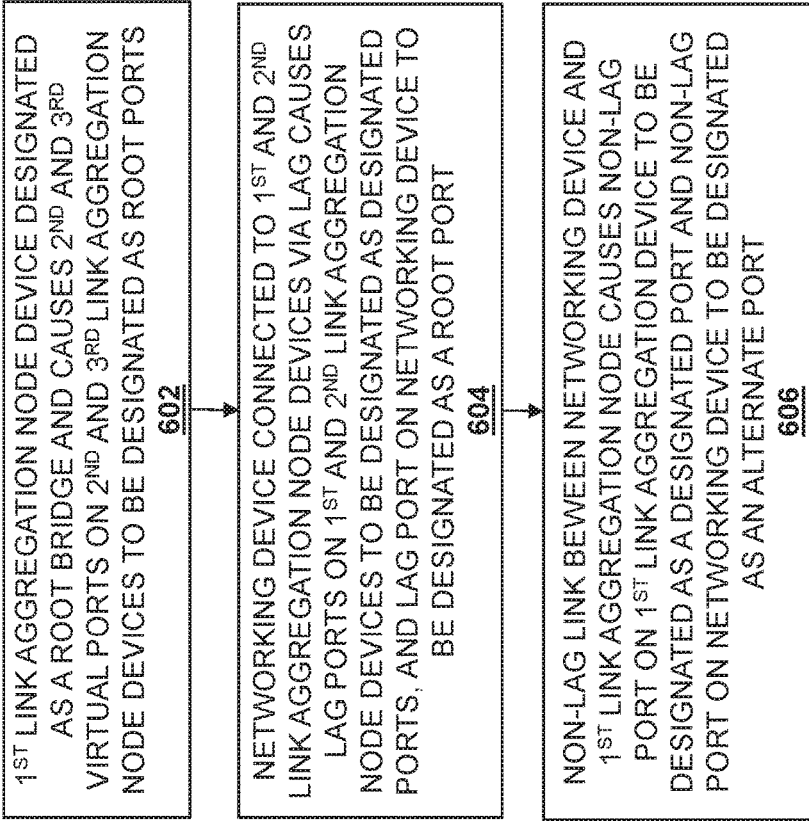 1ST LINK AGGREGATION NODE DEVICE DESIGNATED
AS A ROOT BRIDGE AND CAUSES 2ND AND 3RD
VIRTUAL PORTS ON 2ND AND 3RD LINK AGGREGATION
NODE DEVICES TO BE DESIGNATED AS ROOT PORTS
602
NETWORKING DEVICE CONNECTED TO 1ST AND 2ND
LINK AGGREGATION NODE DEVICES VIA LAG CAUSES
LAG PORTS ON 1ST AND 2ND LINK AGGREGATION
NODE DEVICES TO BE DESIGNATED AS DESIGNATED
PORTS, AND LAG PORT ON NETWORKING DEVICE TO
BE DESIGNATED AS A ROOT PORT
604
NON-LAG LINK BEWEEN NETWORKING DEVICE AND
1ST LINK AGGREGATION NODE CAUSES NON-LAG
PORT ON 1ST LINK AGGREGATION DEVICE TO BE
DESIGNATED AS A DESIGNATED PORT AND NON-LAG
PORT ON NETWORKING DEVICE TO BE DESIGNATED
AS AN ALTERNATE PORT
606